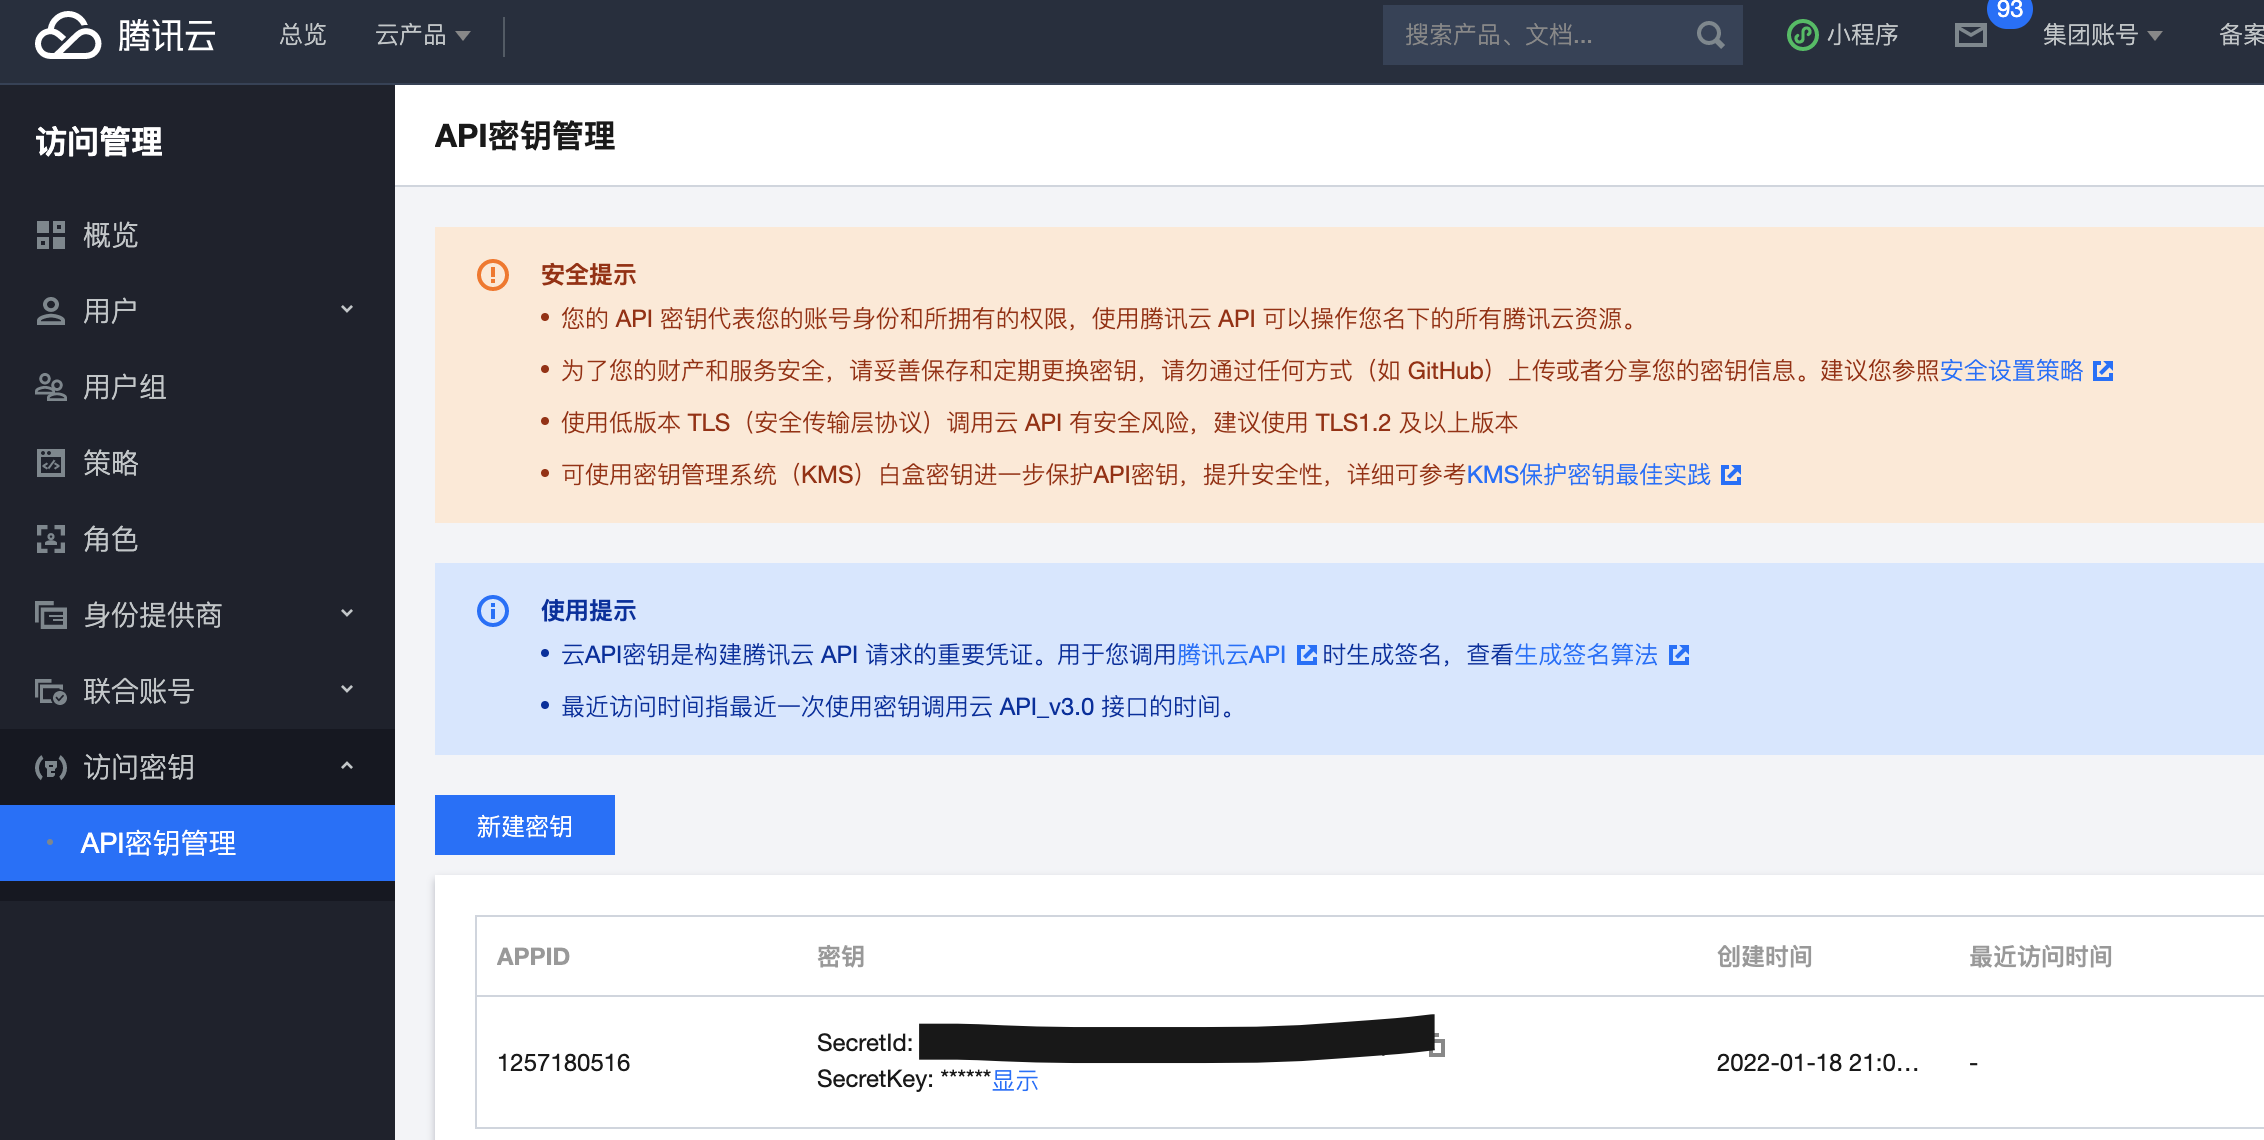 腾讯云 总览 云产品 搜索产品、文档... 小程序 93 集团账号 备案
访问管理
概览
用户
用户组
策略
角色
身份提供商
联合账号
访问密钥
API密钥管理
API密钥管理
安全提示
• 您的 API 密钥代表您的账号身份和所拥有的权限，使用腾讯云 API 可以操作您名下的所有腾讯云资源。
• 为了您的财产和服务安全，请妥善保存和定期更换密钥，请勿通过任何方式（如 GitHub）上传或者分享您的密钥信息。建议您参照安全设置策略
• 使用低版本 TLS（安全传输层协议）调用云 API 有安全风险，建议使用 TLS1.2 及以上版本
• 可使用密钥管理系统（KMS）白盒密钥进一步保护API密钥，提升安全性，详细可参考KMS保护密钥最佳实践
使用提示
• 云API密钥是构建腾讯云 API 请求的重要凭证。用于您调用腾讯云API 时生成签名，查看生成签名算法
• 最近访问时间指最近一次使用密钥调用云 API_v3.0 接口的时间。
新建密钥
APPID 密钥 创建时间 最近访问时间
1257180516 SecretId: 2022-01-18 21:0... -
SecretKey: ******显示